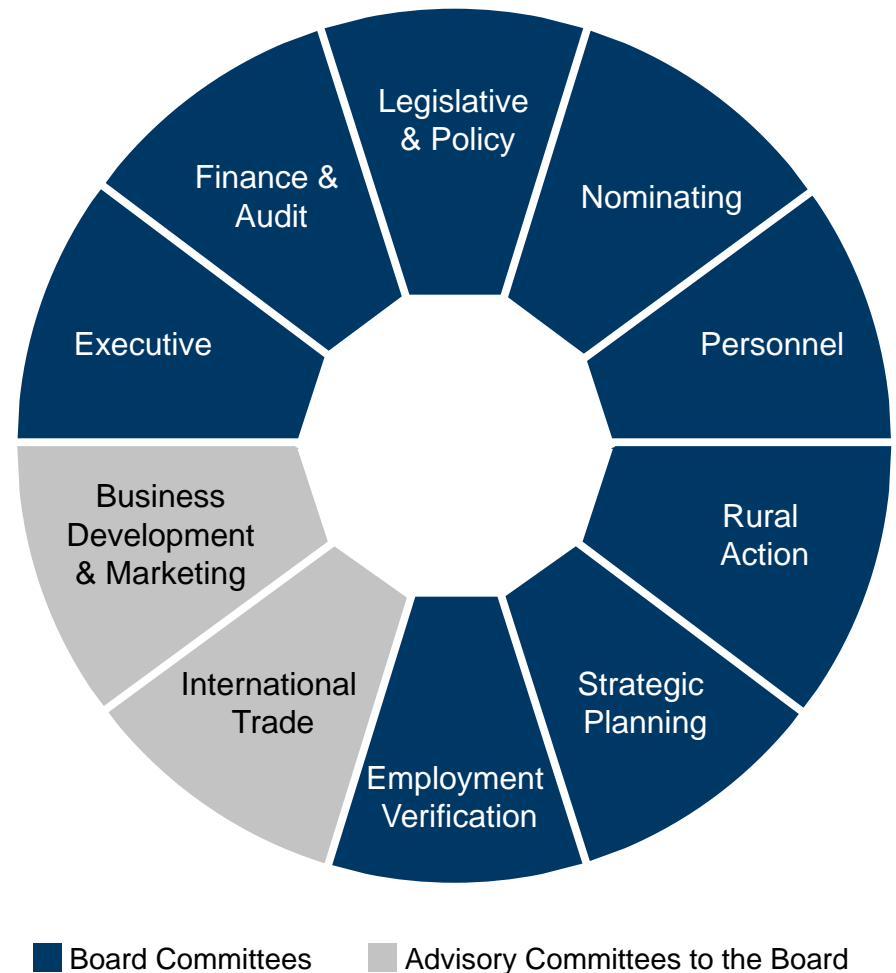 Legislative
& Policy
Nominating
Personnel
Rural
Action
Strategic
Planning
Employment
Verification
International
Trade
Business
Development
& Marketing
Executive
Finance &
Audit
Board Committees
Advisory Committees to the Board